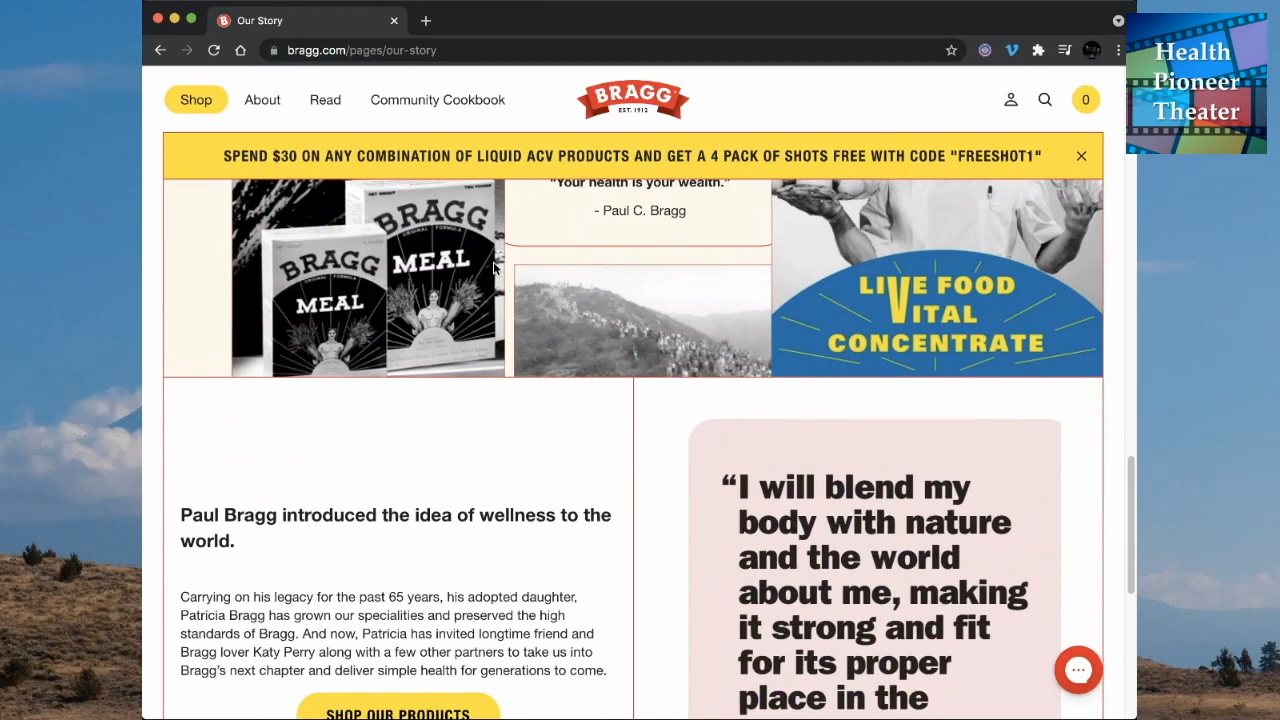 Our Story
bragg.com/pages/our-story
Health
Pioneer
Theater
Shop
About
Read
Community Cookbook
BRAGG
EST. 1912
0
SPEND $30 ON ANY COMBINATION OF LIQUID ACV PRODUCTS AND GET A 4 PACK OF SHOTS FREE WITH CODE "FREESHOT1"
BRAGG
MEAL
BRAGG
MEAL
“Your health is your wealth.”
- Paul C. Bragg
LIVE FOOD
VITAL
CONCENTRATE
Paul Bragg introduced the idea of wellness to the
world.
Carrying on his legacy for the past 65 years, his adopted daughter,
Patricia Bragg has grown our specialities and preserved the high
standards of Bragg. And now, Patricia has invited longtime friend and
Bragg lover Katy Perry along with a few other partners to take us into
Bragg’s next chapter and deliver simple health for generations to come.
SHOP OUR PRODUCTS
“I will blend my
body with nature
and the world
about me, making
it strong and fit
for its proper
place in the